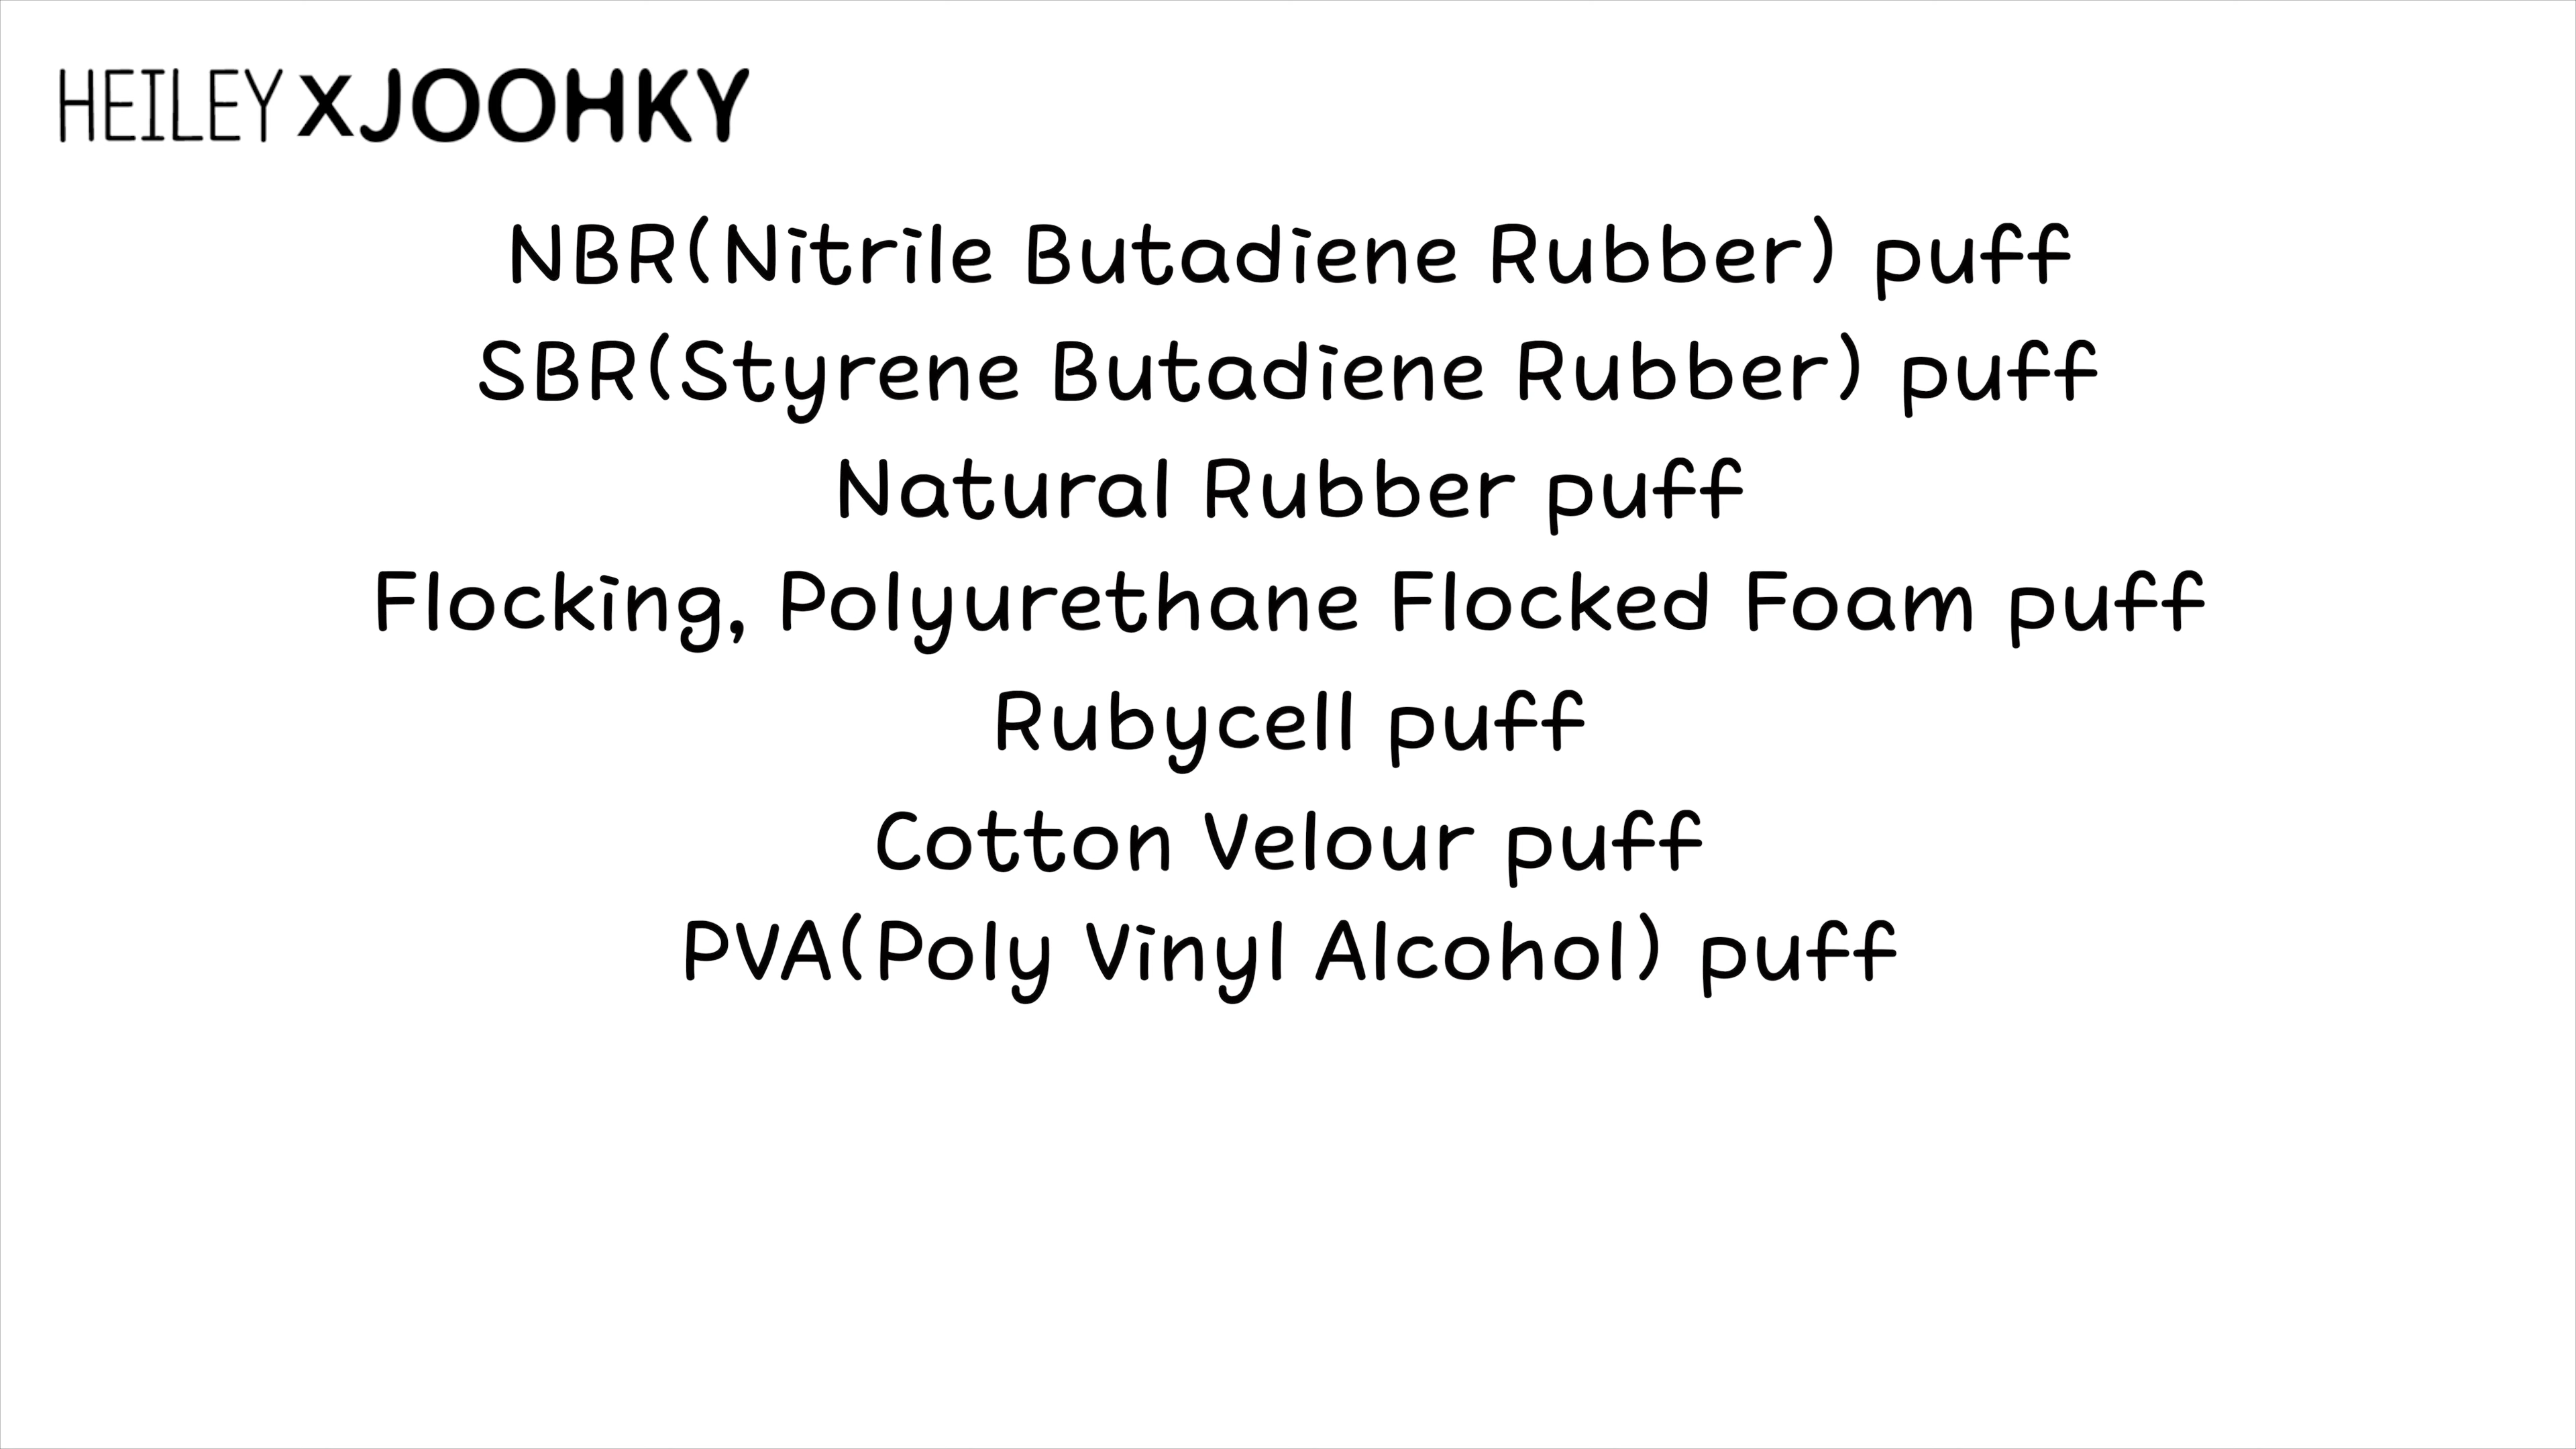 HEILEY X JOOHKY
NBR(Nitrile Butadiene Rubber) puff
SBR(Styrene Butadiene Rubber) puff
Natural Rubber puff
Flocking, Polyurethane Flocked Foam puff
Rubycell puff
Cotton Velour puff
PVA(Poly Vinyl Alcohol) puff